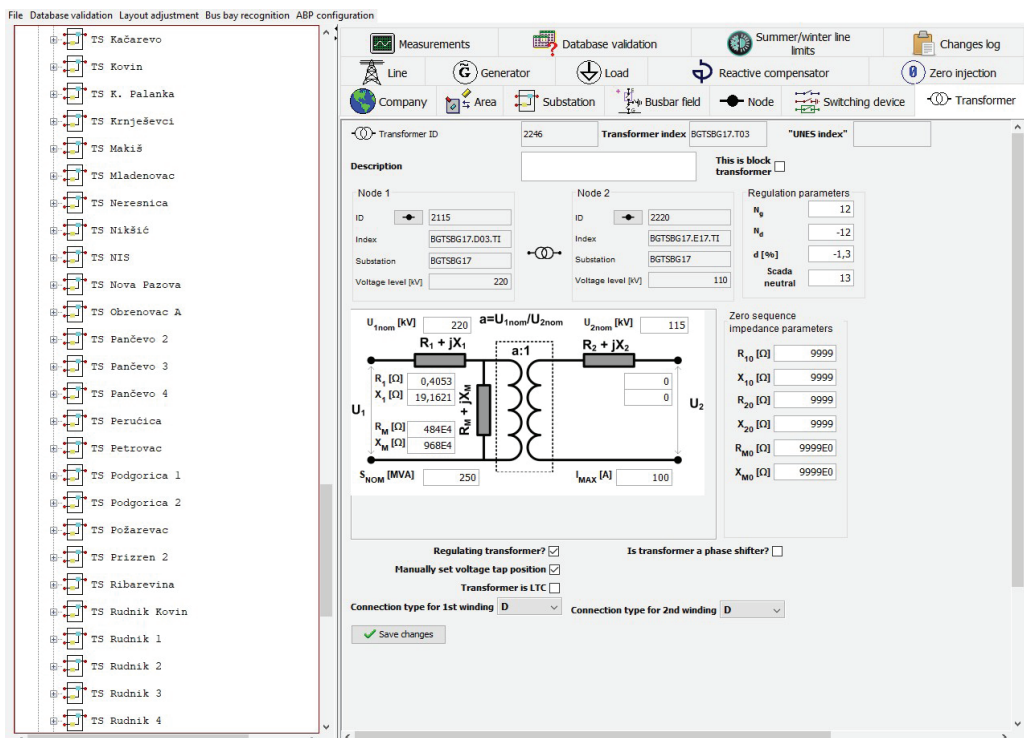 File Database validation Layout adjustment Bus bay recognition ABP configuration
TS Kačarevo
TS Kovin
TS K. Palanka
TS Krnješevci
TS Makiš
TS Mladenovac
TS Neresnica
TS Nikšić
TS NIS
TS Nova Pazova
TS Obrenovac A
TS Pančevo 2
TS Pančevo 3
TS Pančevo 4
TS Perućica
TS Petrovac
TS Podgorica 1
TS Podgorica 2
TS Požarevac
TS Prizren 2
TS Ribarevina
TS Rudnik Kovin
TS Rudnik 1
TS Rudnik 2
TS Rudnik 3
TS Rudnik 4
Measurements Database validation Summer/winter line limits Changes log
Line G Generator Load Reactive compensator 0 Zero injection
Company Area Substation Busbar field Node Switching device Transformer
Transformer ID 2246 Transformer index BGTSBG17.T03 "UNES index"
Description This is block transformer
Node 1
ID 2115
Index BGTSBG17.D03.TI
Substation BGTSBG17
Voltage level [kV] 220
Node 2
ID 2220
Index BGTSBG17.E17.TI
Substation BGTSBG17
Voltage level [kV] 110
Regulation parameters
Ng 12
Nd -12
d [%] -1,3
Scada neutral 13
U1nom [kV] 220 a=U1nom/U2nom U2nom [kV] 115
R1 + jX1 a:1 R2 + jX2
R1 [Ω] 0,4053 0
X1 [Ω] 19,1621 0
U1 RM + jXM U2
RM [Ω] 484E4
XM [Ω] 968E4
SNOM [MVA] 250 IMAX [A] 100
Zero sequence
impedance parameters
R10 [Ω] 9999
X10 [Ω] 9999
R20 [Ω] 9999
X20 [Ω] 9999
RM0 [Ω] 9999E0
XM0 [Ω] 9999E0
Regulating transformer? Is transformer a phase shifter?
Manually set voltage tap position
Transformer is LTC
Connection type for 1st winding D Connection type for 2nd winding D
Save changes